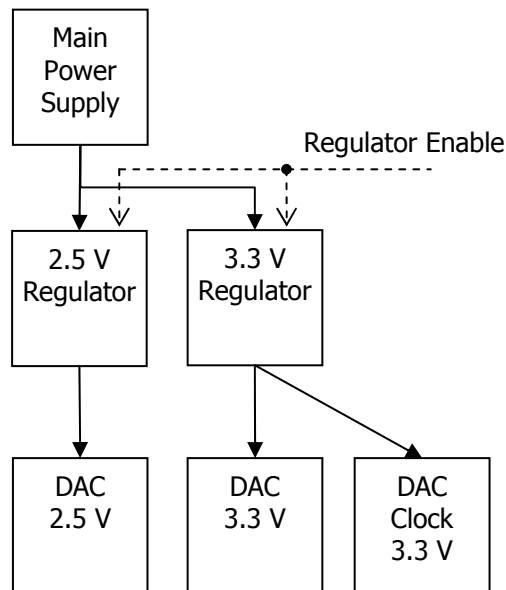 Main
Power
Supply
Regulator Enable
2.5 V
Regulator
3.3 V
Regulator
DAC
2.5 V
DAC
3.3 V
DAC
Clock
3.3 V